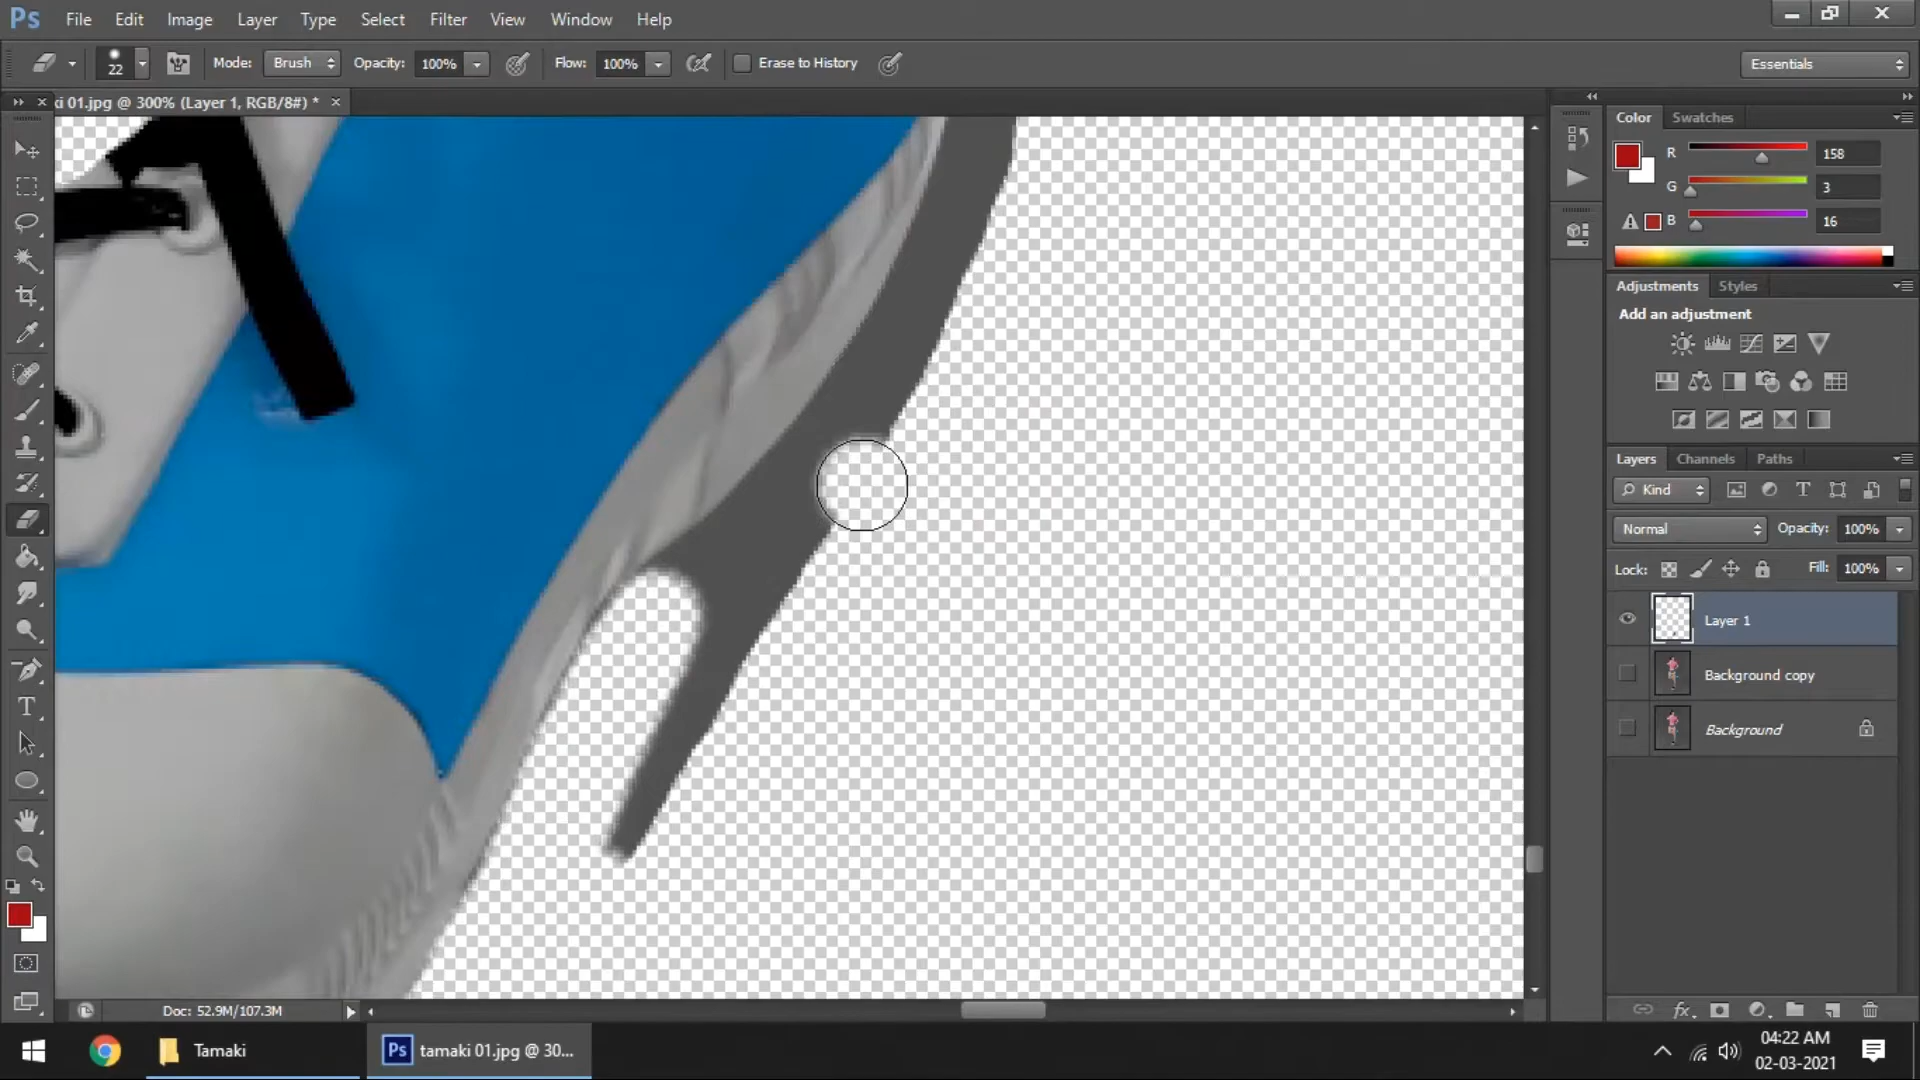 Ps File Edit Image Layer Type Select Filter View Window Help
22 Mode: Brush Opacity: 100% Flow: 100% Erase to History Essentials
ki 01.jpg @ 300% (Layer 1, RGB/8#) * ×
Color Swatches
R 158
G 3
B 16
Adjustments Styles
Add an adjustment
Layers Channels Paths
Kind
Normal Opacity: 100%
Lock: Fill: 100%
Layer 1
Background copy
Background
Doc: 52.9M/107.3M
Tamaki
Ps tamaki 01.jpg @ 30...
04:22 AM
02-03-2021